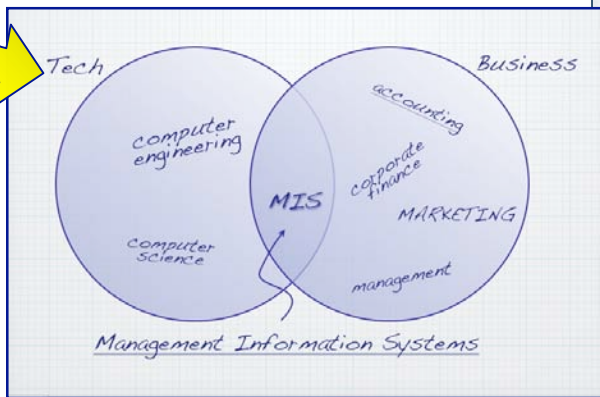 Tech
Business
computer
engineering
computer
science
MIS
accounting
corporate
finance
MARKETING
management
Management Information Systems